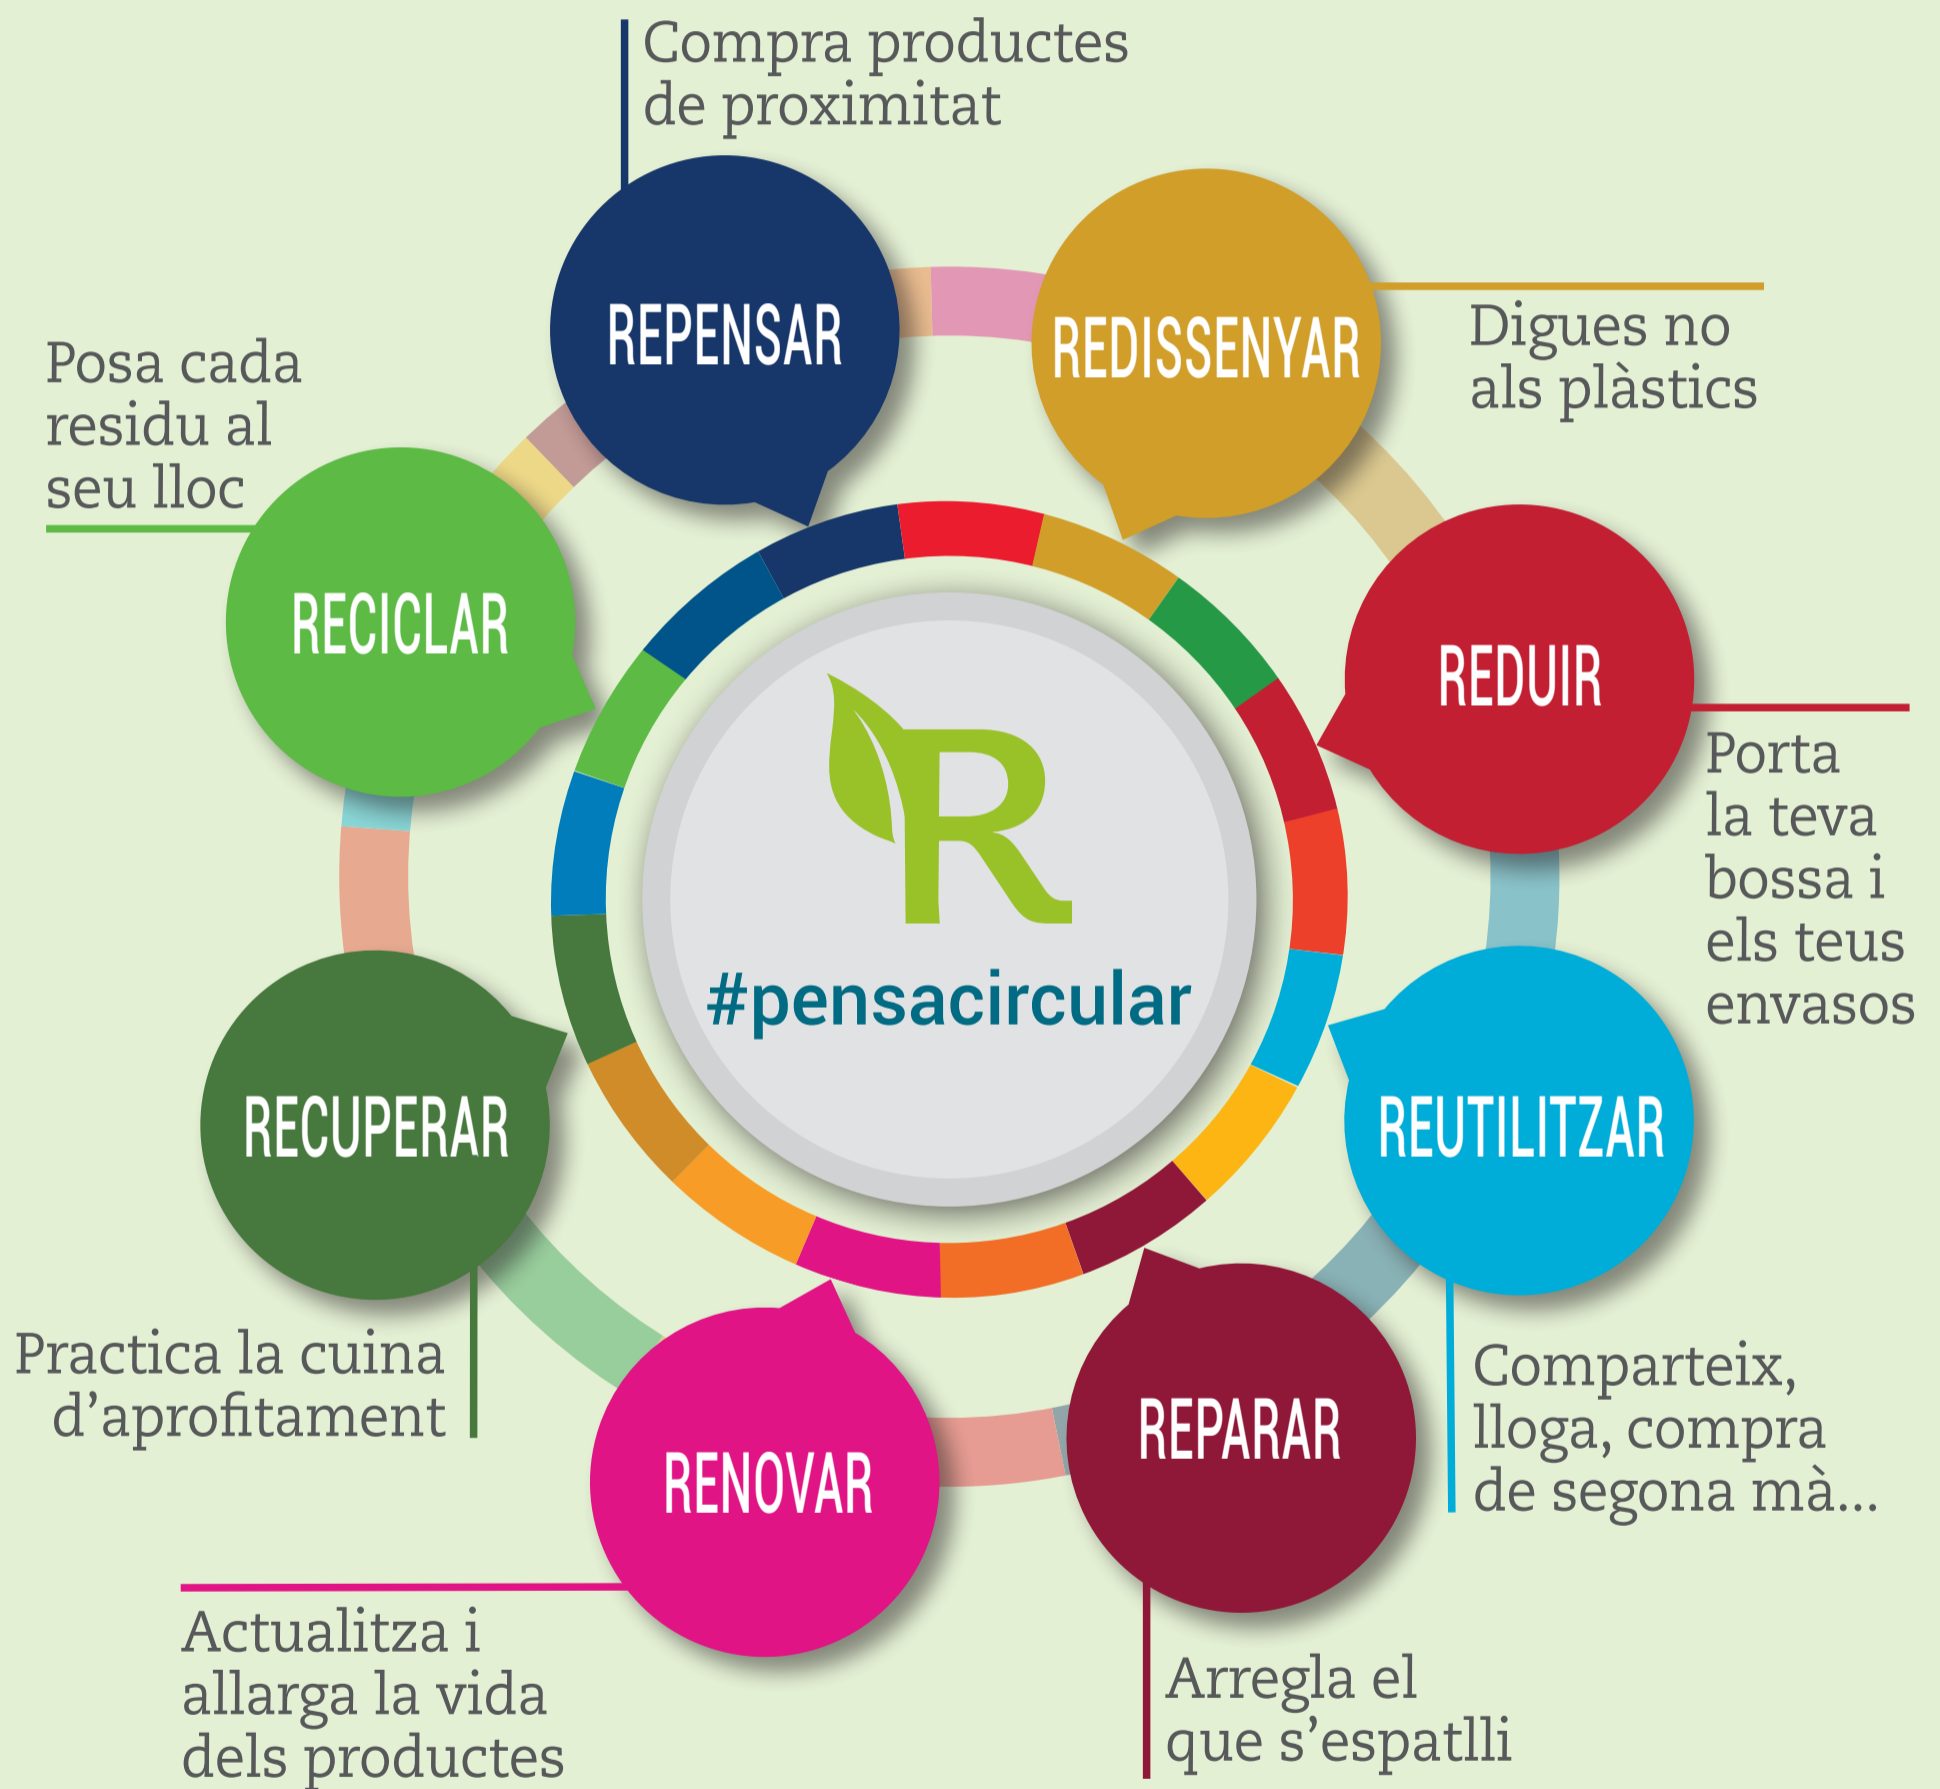 Compra productes
de proximitat
REPENSAR
REDISSENYAR
Digues no
als plàstics
REDUIR
Porta
la teva
bossa i
els teus
envasos
REUTILITZAR
Comparteix,
lloga, compra
de segona mà...
REPARAR
Arregla el
que s’espatlli
RENOVAR
Actualitza i
allarga la vida
dels productes
RECUPERAR
Practica la cuina
d’aprofitament
RECICLAR
Posa cada
residu al
seu lloc
R
#pensacircular